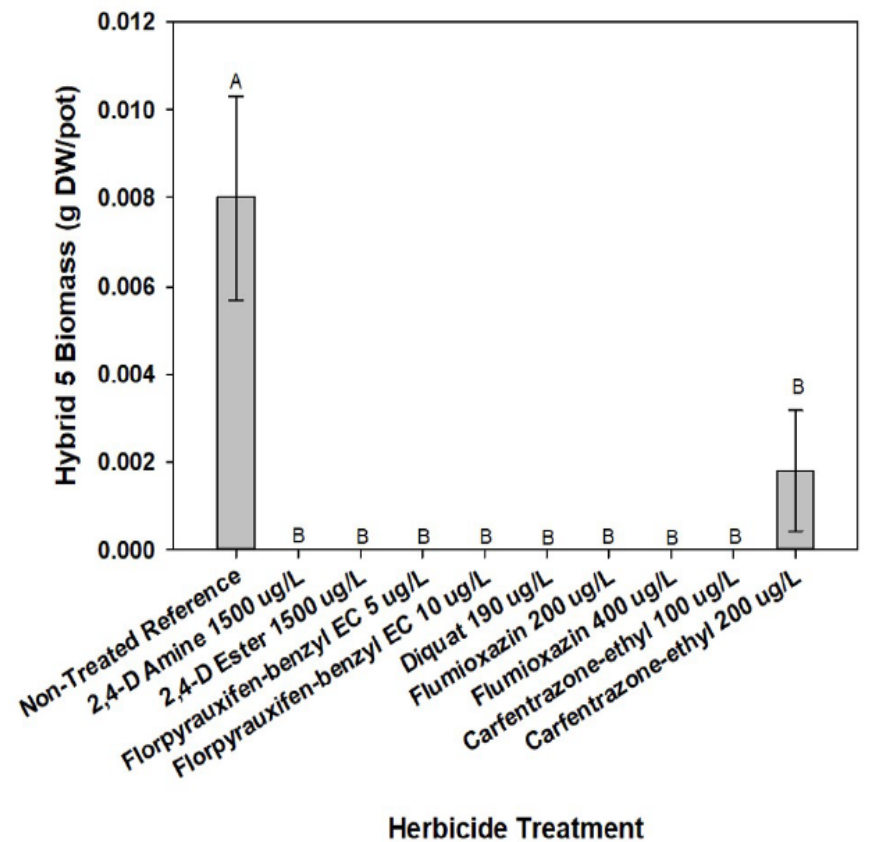 0.012
0.010
0.008
0.006
0.004
0.002
0.000
Hybrid 5 Biomass (g DW/pot)
A
B
B
B
B
B
B
B
B
B
Non-Treated Reference
2,4-D Amine 1500 ug/L
2,4-D Ester 1500 ug/L
Florpyrauxifen-benzyl EC 5 ug/L
Florpyrauxifen-benzyl EC 10 ug/L
Diquat 190 ug/L
Flumioxazin 200 ug/L
Flumioxazin 400 ug/L
Carfentrazone-ethyl 100 ug/L
Carfentrazone-ethyl 200 ug/L
Herbicide Treatment